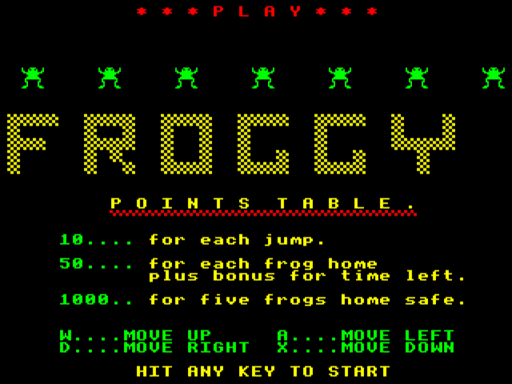 * * * P L A Y * * *
FROGGY
P O I N T S  T A B L E .
10.... for each jump.
50.... for each frog home
plus bonus for time left.
1000.. for five frogs home safe.
W....MOVE UP A....MOVE LEFT
D....MOVE RIGHT X....MOVE DOWN
HIT ANY KEY TO START